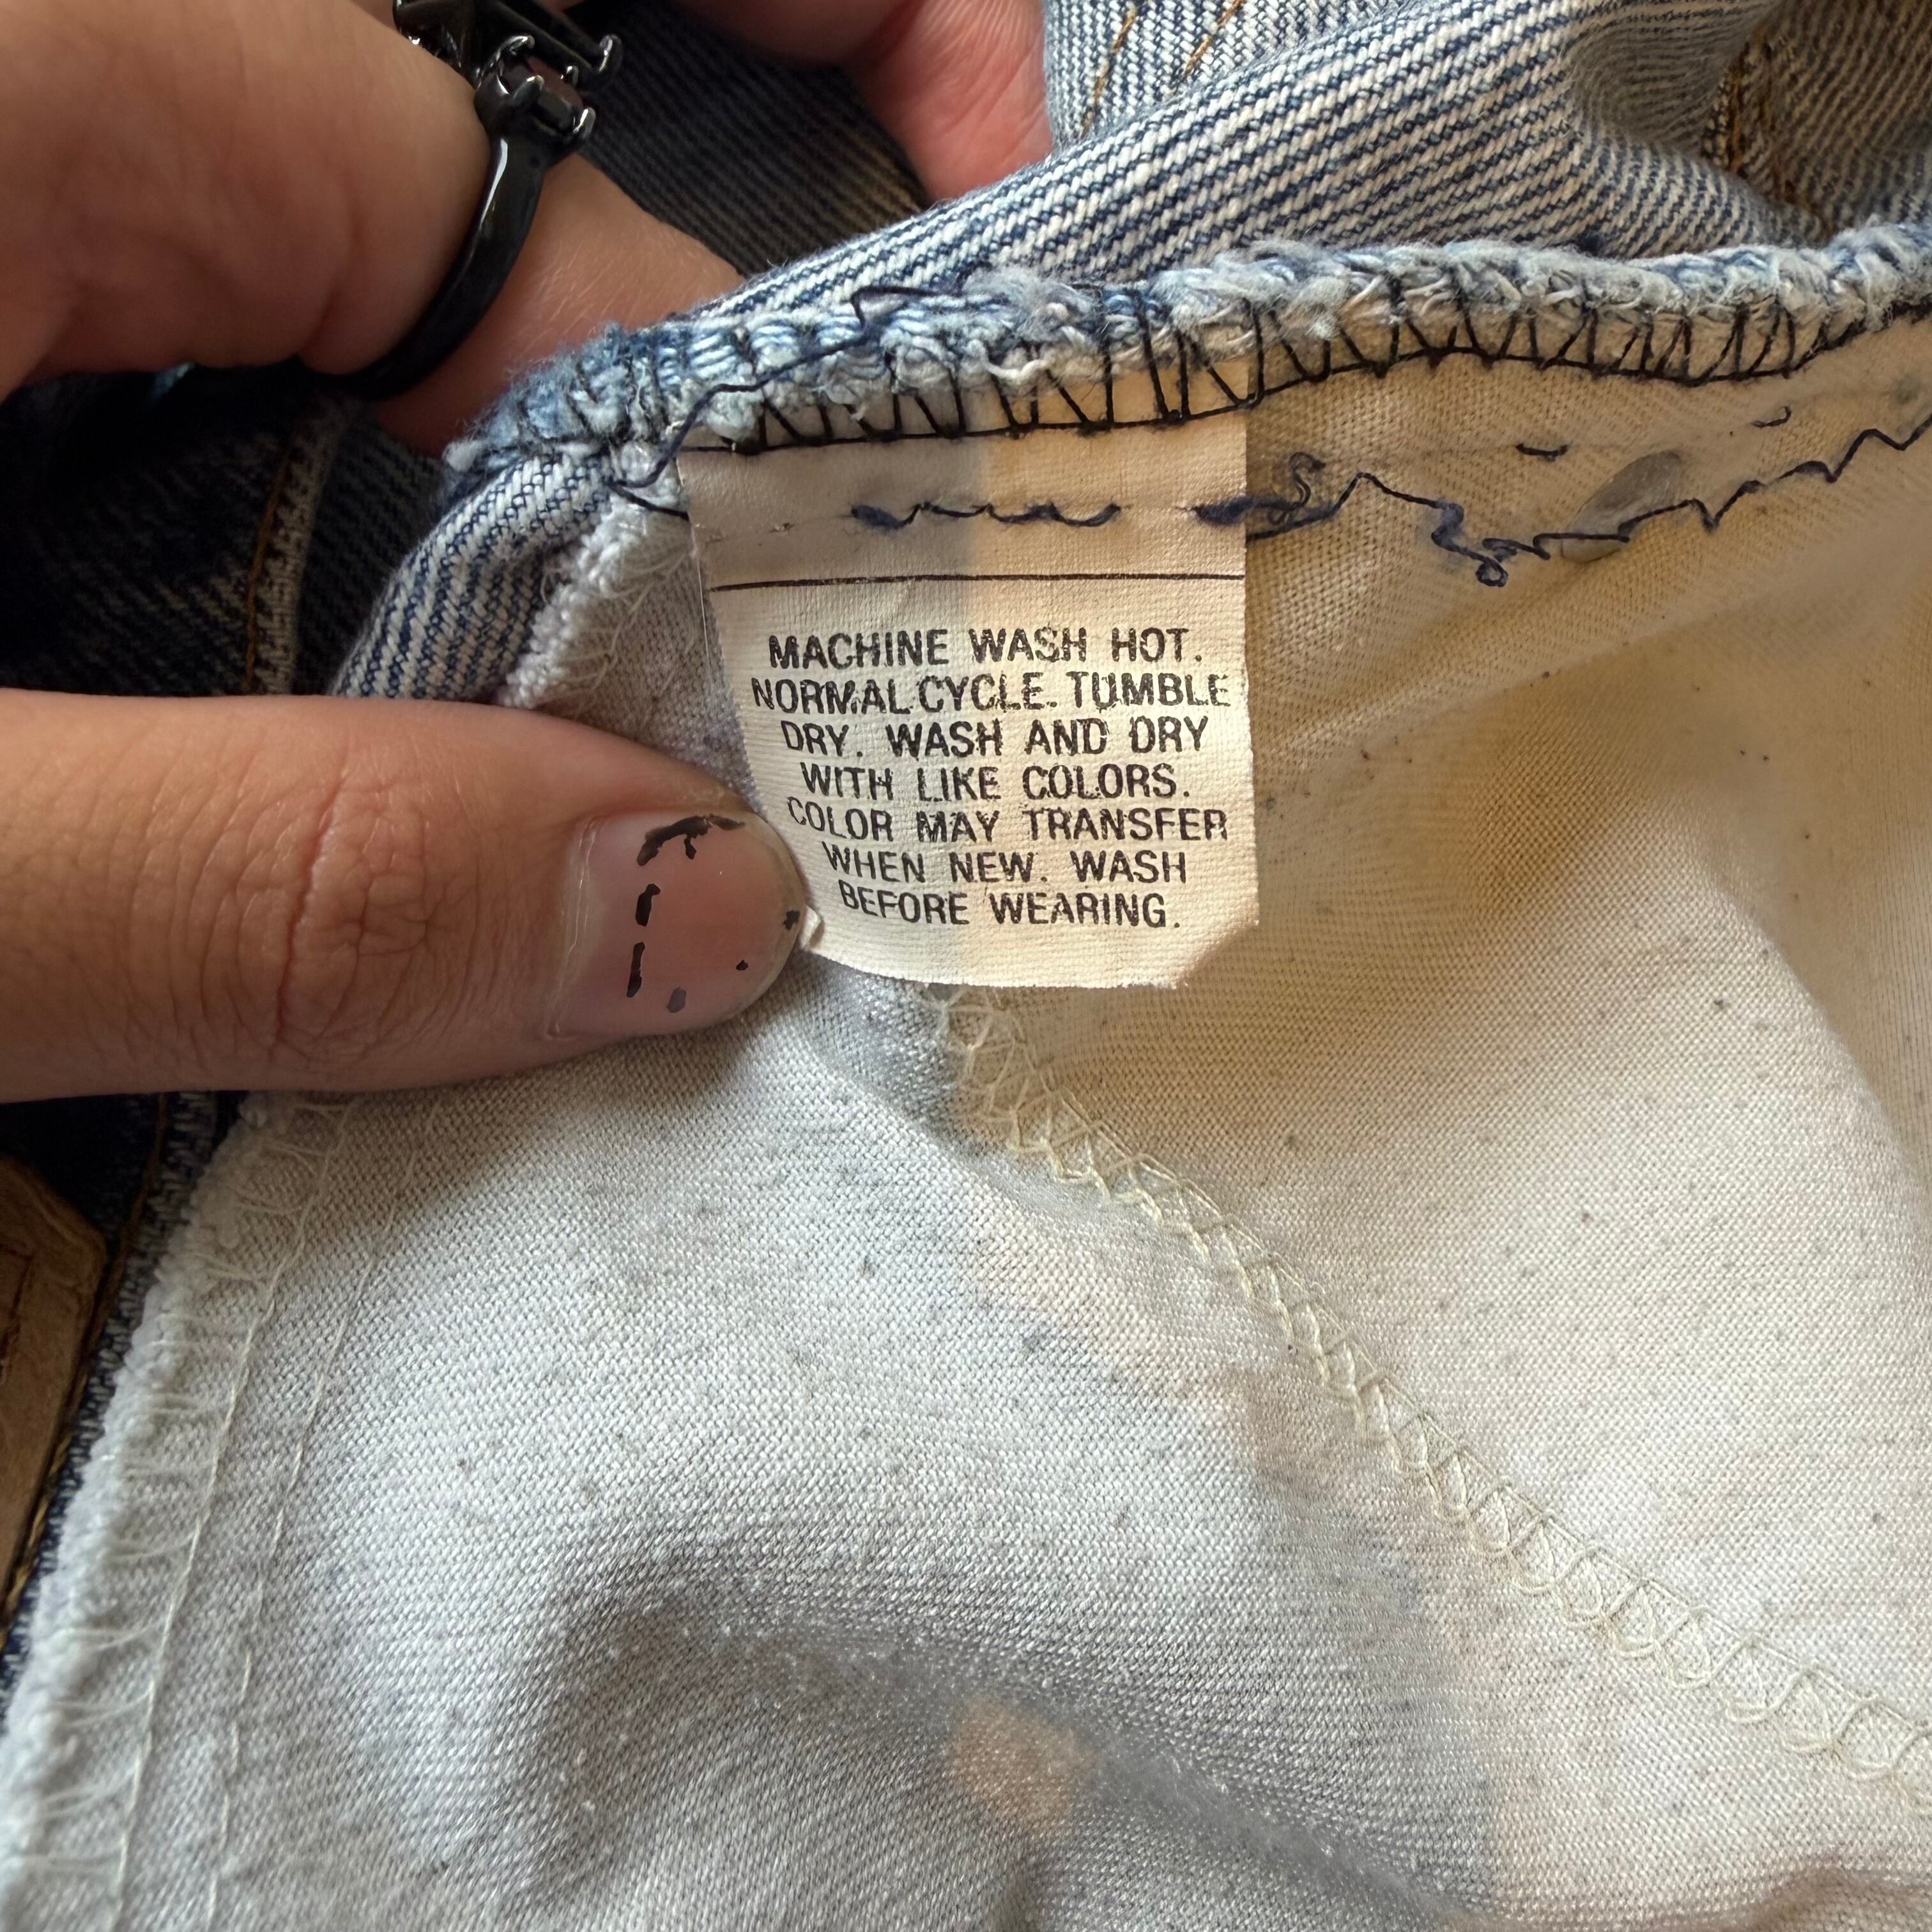 MACHINE WASH HOT.
NORMAL CYCLE. TUMBLE
DRY. WASH AND DRY
WITH LIKE COLORS.
COLOR MAY TRANSFER
WHEN NEW. WASH
BEFORE WEARING.